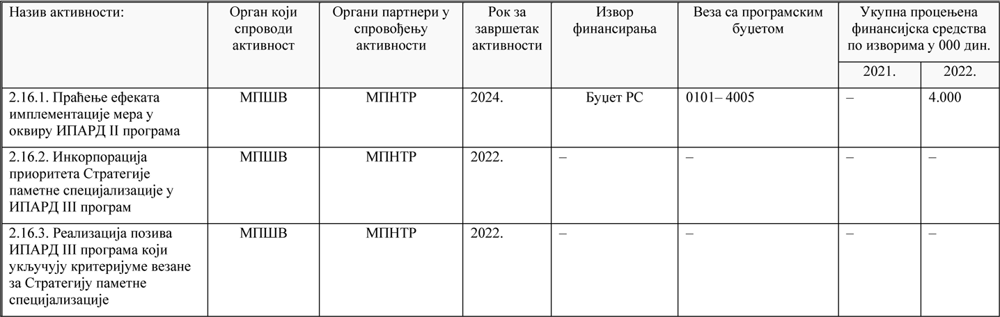 Назив активности:
Орган који
спроводи
активност
Органи партнери у
спровођењу
активности
Рок за
завршетак
активности
Извор
финансирања
Веза са програмским
буџетом
Укупна процењена
финансијска средства
по изворима у 000 дин.
2021.
2022.
2.16.1. Праћење ефеката
имплементације мера у
оквиру ИПАРД II програма
МПШВ
МПНТР
2024.
Буџет РС
0101– 4005
–
4.000
2.16.2. Инкорпорација
приоритета Стратегије
паметне специјализације у
ИПАРД III програм
МПШВ
МПНТР
2022.
–
–
–
–
2.16.3. Реализација позива
ИПАРД III програма који
укључују критеријуме везане
за Стратегију паметне
специјализације
МПШВ
МПНТР
2022.
–
–
–
–